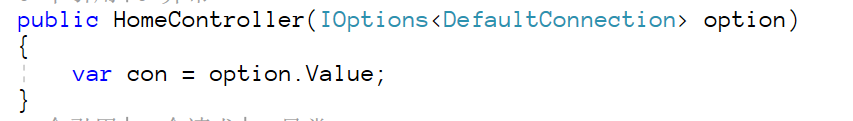 public HomeController(IOptions<DefaultConnection> option)
{
var con = option.Value;
}